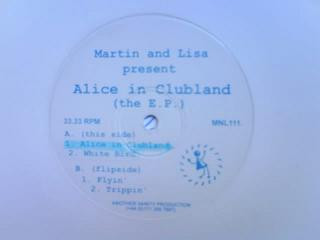 Martin and Lisa
present
Alice in Clubland
(the E.P.)
33.33 RPM
MNL111.
A. (this side)
1. Alice in Clubland
2. White Bird
B. (flipside)
1. Flyin'
2. Trippin'
ANOTHER VANITY PRODUCTION